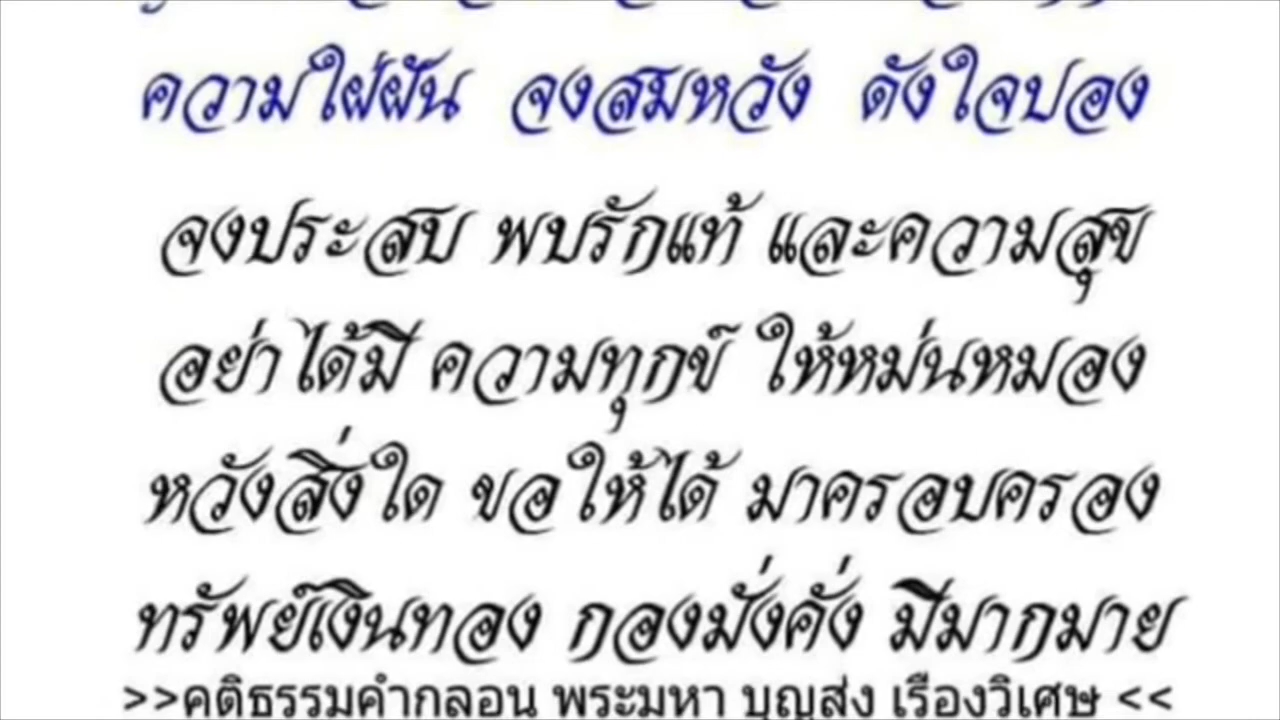 ความใฝ่ฝัน จงสมหวัง ดังใจปอง
จงประสบ พบรักแท้ และความสุข
อย่าได้มี ความทุกข์ ให้หม่นหมอง
หวังสิ่งใด ขอให้ได้ มาครอบครอง
ทรัพย์เงินทอง กองมั่งคั่ง มีมากมาย
>>คติธรรมคำกลอน พระมหา บุญส่ง เรืองวิเศษ <<